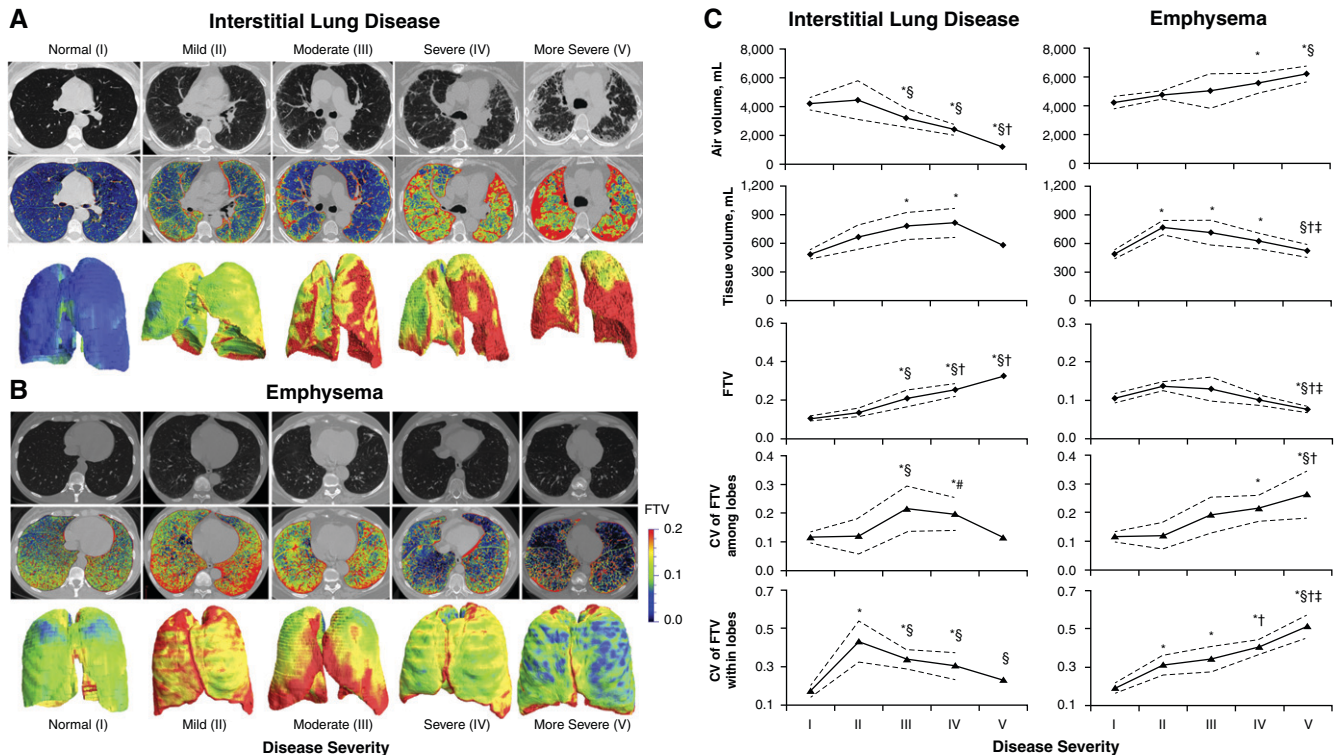 A
Interstitial Lung Disease
Normal (I) Mild (II) Moderate (III) Severe (IV) More Severe (V)
B
Emphysema
FTV
0.2
0.1
0.0
Normal (I) Mild (II) Moderate (III) Severe (IV) More Severe (V)
Disease Severity
C
Interstitial Lung Disease Emphysema
Air volume, mL
8,000
6,000
4,000
2,000
0
*§ *§ *§†
8,000
6,000
4,000
2,000
0
* *§
Tissue volume, mL
1,200
900
600
300
0
* *
1,200
900
600
300
0
* * * §†‡
FTV
0.6
0.4
0.2
0.0
*§ *§† *§†
0.3
0.2
0.1
0.0
*§†‡
CV of FTV
among lobes
0.4
0.3
0.2
0.1
0.0
*§ *#
0.4
0.3
0.2
0.1
0.0
* *§†
CV of FTV
within lobes
0.7
0.5
0.3
0.1
* *§ *§ §
0.7
0.5
0.3
0.1
* * *† *§†‡
I II III IV V
I II III IV V
Disease Severity